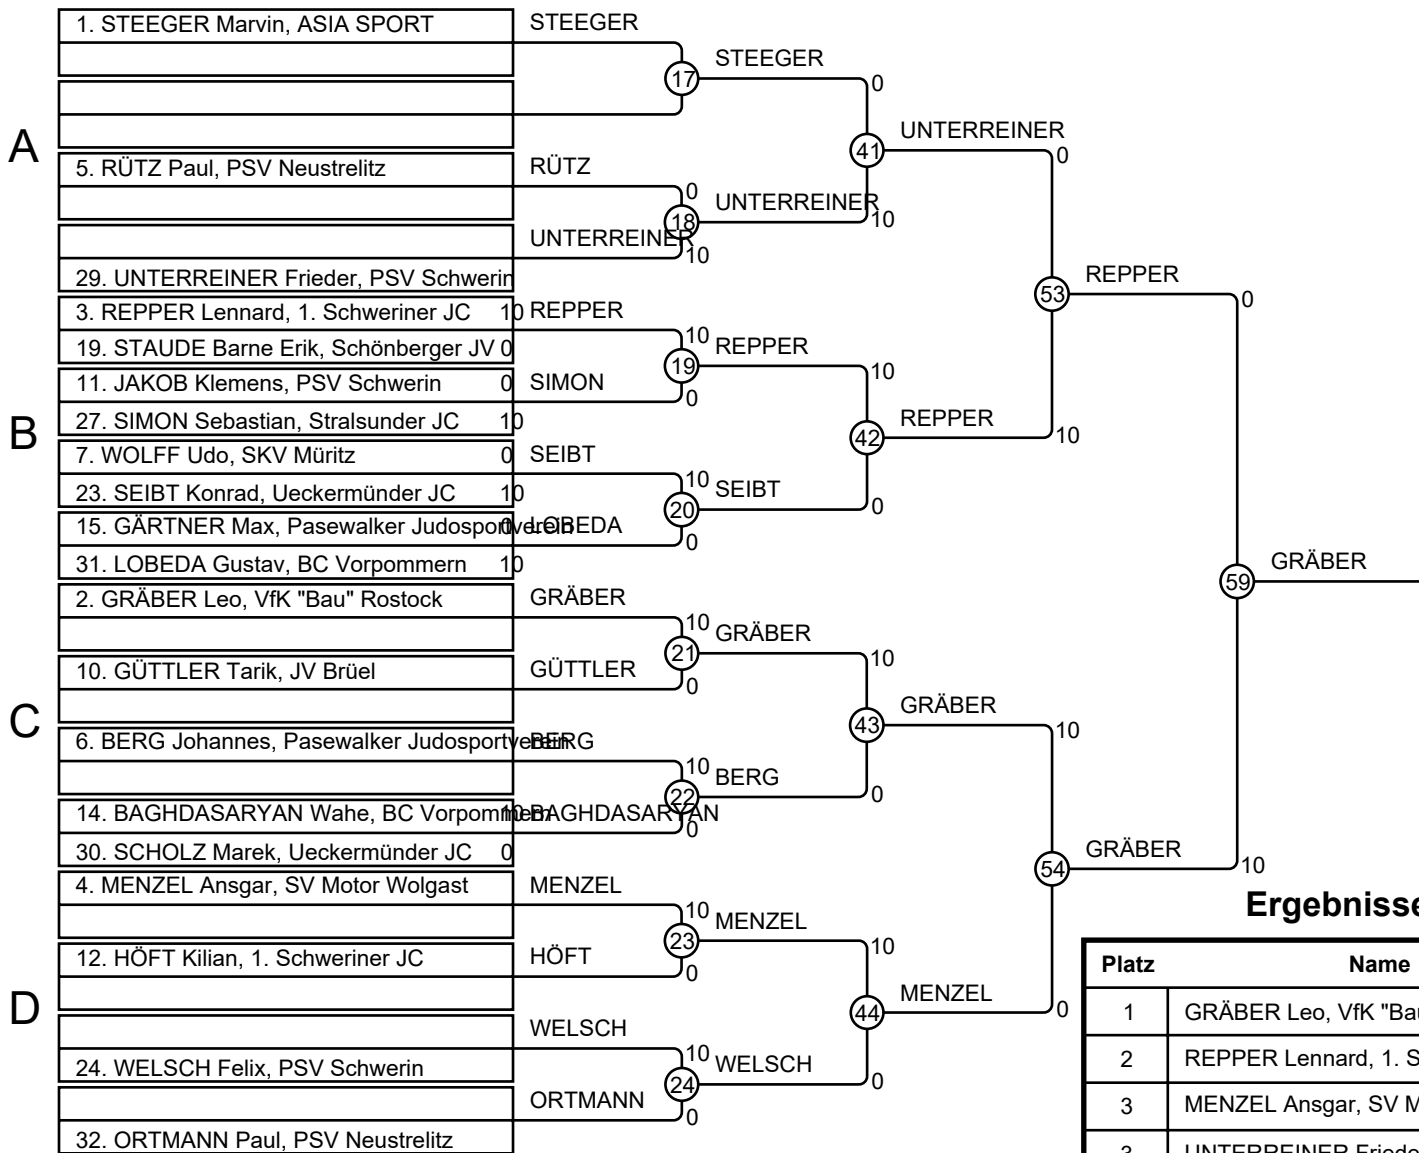 1. STEEGER Marvin, ASIA SPORT
5. RÜTZ Paul, PSV Neustrelitz
29. UNTERREINER Frieder, PSV Schwerin
A
3. REPPER Lennard, 1. Schweriner JC 10
19. STAUDE Barne Erik, Schönberger JV 0
11. JAKOB Klemens, PSV Schwerin 0
27. SIMON Sebastian, Stralsunder JC 10
7. WOLFF Udo, SKV Müritz 0
23. SEIBT Konrad, Ueckermünder JC 10
15. GÄRTNER Max, Pasewalker Judosportverein 0
31. LOBEDA Gustav, BC Vorpommern 10
B
2. GRÄBER Leo, VfK "Bau" Rostock
10. GÜTTLER Tarik, JV Brüel
6. BERG Johannes, Pasewalker Judosportverein
14. BAGHDASARYAN Wahe, BC Vorpommern 10
30. SCHOLZ Marek, Ueckermünder JC 0
C
4. MENZEL Ansgar, SV Motor Wolgast
12. HÖFT Kilian, 1. Schweriner JC
24. WELSCH Felix, PSV Schwerin
32. ORTMANN Paul, PSV Neustrelitz
D
STEEGER
17
RÜTZ
0
18
UNTERREINER
10
REPPER
10
19
SIMON
0
SEIBT
10
20
LOBEDA
0
GRÄBER
10
21
GÜTTLER
0
BERG
10
22
BAGHDASARYAN
0
MENZEL
10
23
HÖFT
0
WELSCH
10
24
ORTMANN
0
STEEGER
0
41
UNTERREINER
10
REPPER
10
42
SEIBT
0
GRÄBER
10
43
BERG
0
MENZEL
10
44
WELSCH
0
UNTERREINER
0
53
REPPER
10
GRÄBER
10
54
MENZEL
0
REPPER
0
59
GRÄBER
10
GRÄBER
Ergebnisse
Platz Name
1 GRÄBER Leo, VfK "Bau
2 REPPER Lennard, 1. S
3 MENZEL Ansgar, SV M
3 UNTERREINER Friede